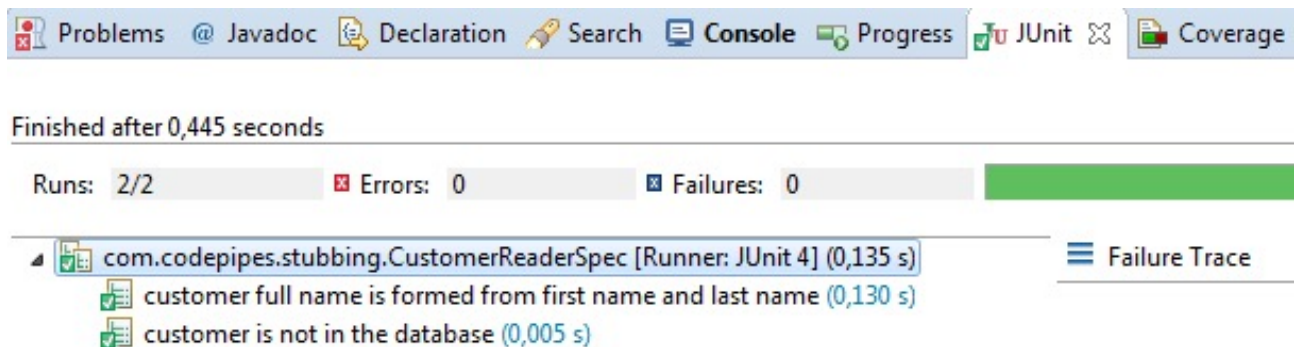 Problems @ Javadoc Declaration Search Console Progress JU JUnit Coverage
Finished after 0,445 seconds
Runs: 2/2 Errors: 0 Failures: 0
com.codepipes.stubbing.CustomerReaderSpec [Runner: JUnit 4] (0,135 s) Failure Trace
customer full name is formed from first name and last name (0,130 s)
customer is not in the database (0,005 s)